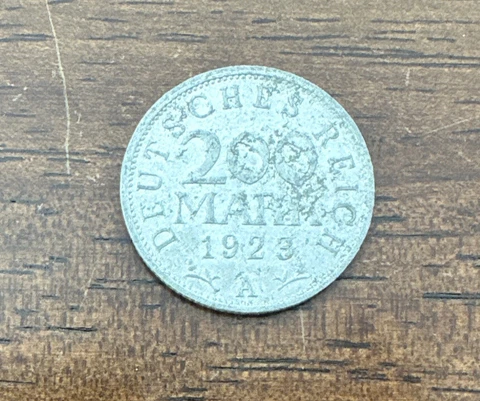 DEUTSCHES REICH
200
MARK
1923
A